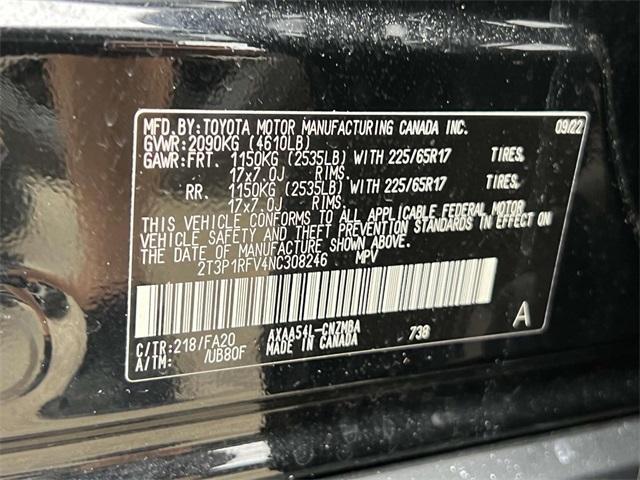 MFD. BY: TOYOTA MOTOR MANUFACTURING CANADA INC. 09/22
GVWR: 2090KG (4610LB)
GAWR: FRT. 1150KG (2535LB) WITH 225/65R17 TIRES,
17x7.0J RIMS,
RR. 1150KG (2535LB) WITH 225/65R17 TIRES,
17x7.0J RIMS.
THIS VEHICLE CONFORMS TO ALL APPLICABLE FEDERAL MOTOR
VEHICLE SAFETY AND THEFT PREVENTION STANDARDS IN EFFECT ON
THE DATE OF MANUFACTURE SHOWN ABOVE.
2T3P1RFV4NC308246 MPV
C/TR: 218/FA20 AXAA54L-CNZMBA 738 A
A/TM: /UB80F MADE IN CANADA